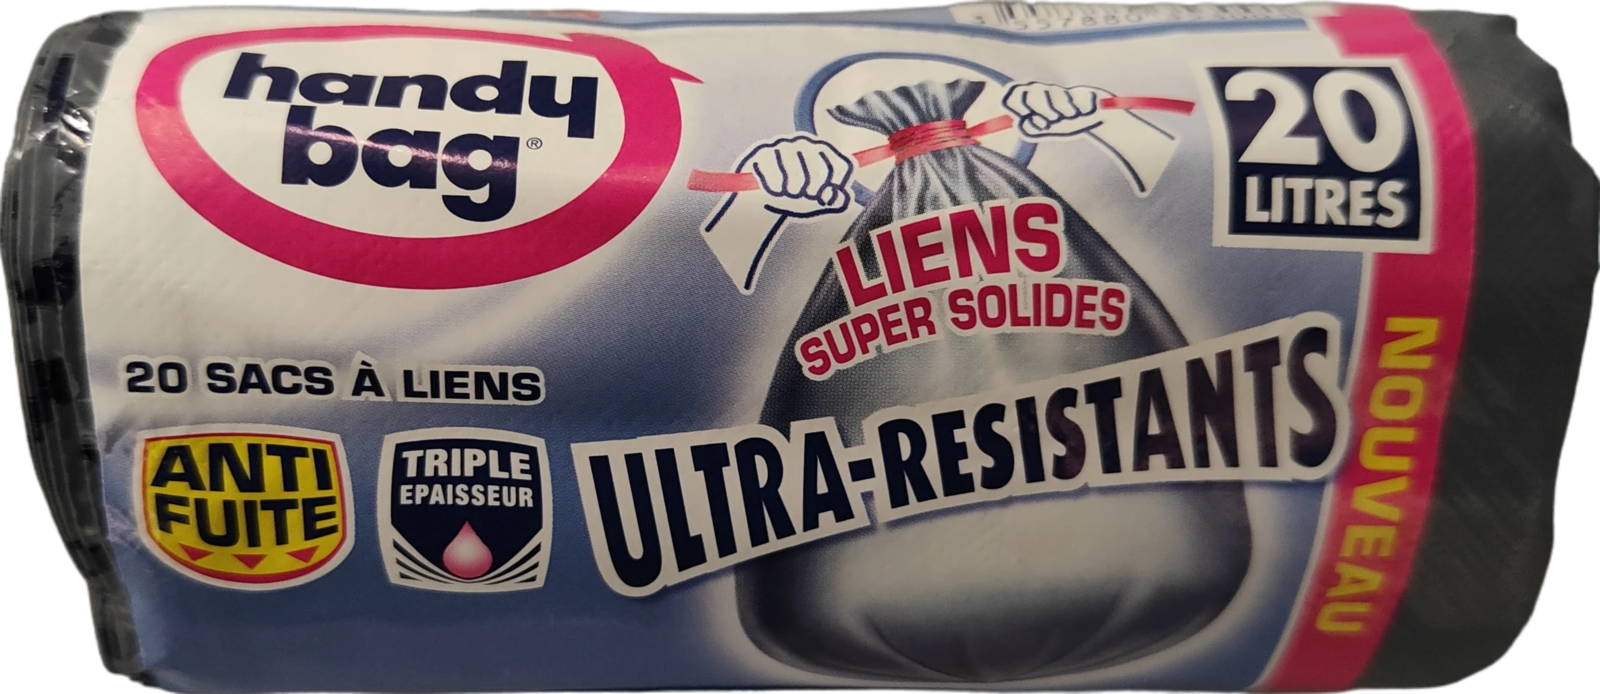 handy
bag®
20
LITRES
LIENS
SUPER SOLIDES
20 SACS À LIENS
ULTRA-RESISTANTS
ANTI
FUITE
TRIPLE
EPAISSEUR
NOUVEAU